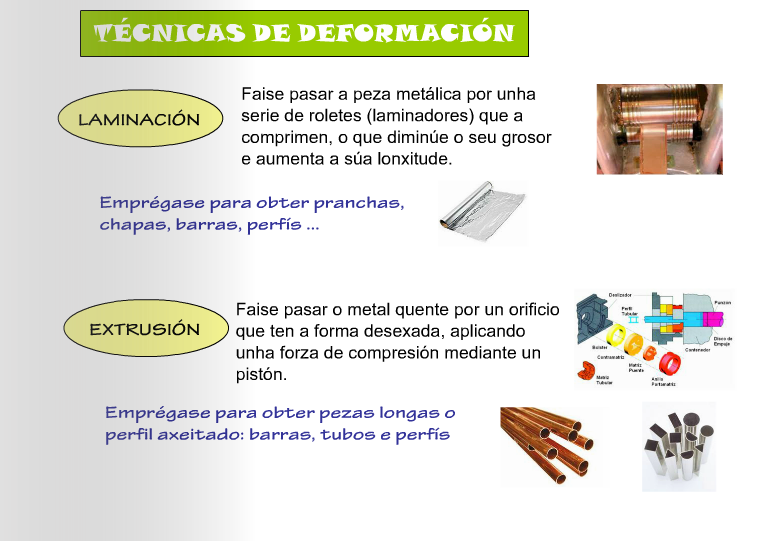 TÉCNICAS DE DEFORMACIÓN
LAMINACIÓN
Faise pasar a peza metálica por unha
serie de roletes (laminadores) que a
comprimen, o que diminúe o seu grosor
e aumenta a súa lonxitude.
Emprégase para obter pranchas,
chapas, barras, perfís ...
EXTRUSIÓN
Faise pasar o metal quente por un orificio
que ten a forma desexada, aplicando
unha forza de compresión mediante un
pistón.
Deslizador
Perfil
Tubular
Punzón
Disco de
Empuje
Contenedor
Bolster
Contramatriz
Matriz
Puente
Anillo
Portamatriz
Matriz
Tubular
Emprégase para obter pezas longas o
perfil axeitado: barras, tubos e perfís